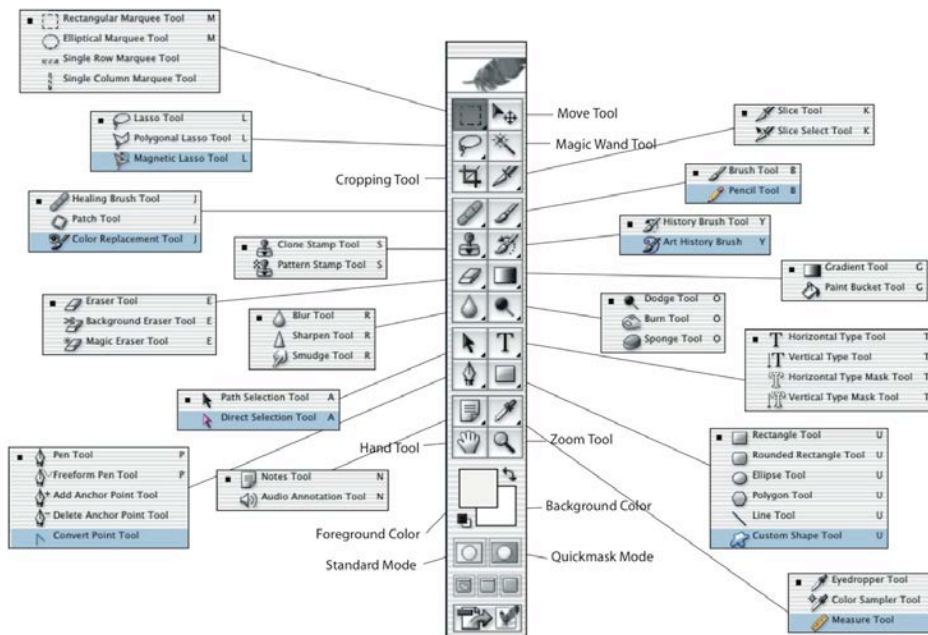 Rectangular Marquee Tool M
Elliptical Marquee Tool M
Single Row Marquee Tool
Single Column Marquee Tool
Lasso Tool L
Polygonal Lasso Tool L
Magnetic Lasso Tool L
Cropping Tool
Healing Brush Tool J
Patch Tool J
Color Replacement Tool J
Clone Stamp Tool S
Pattern Stamp Tool S
Eraser Tool E
Background Eraser Tool E
Magic Eraser Tool E
Blur Tool R
Sharpen Tool R
Smudge Tool R
Path Selection Tool A
Direct Selection Tool A
Hand Tool
Pen Tool P
Freeform Pen Tool P
Add Anchor Point Tool
Delete Anchor Point Tool
Convert Point Tool
Notes Tool N
Audio Annotation Tool N
Foreground Color
Standard Mode
T
Move Tool
Magic Wand Tool
Slice Tool K
Slice Select Tool K
Brush Tool B
Pencil Tool B
History Brush Tool Y
Art History Brush Y
Gradient Tool G
Paint Bucket Tool G
Dodge Tool O
Burn Tool O
Sponge Tool O
Horizontal Type Tool T
Vertical Type Tool T
Horizontal Type Mask Tool T
Vertical Type Mask Tool T
Zoom Tool
Rectangle Tool U
Rounded Rectangle Tool U
Ellipse Tool U
Polygon Tool U
Line Tool U
Custom Shape Tool U
Background Color
Quickmask Mode
Eyedropper Tool
Color Sampler Tool
Measure Tool